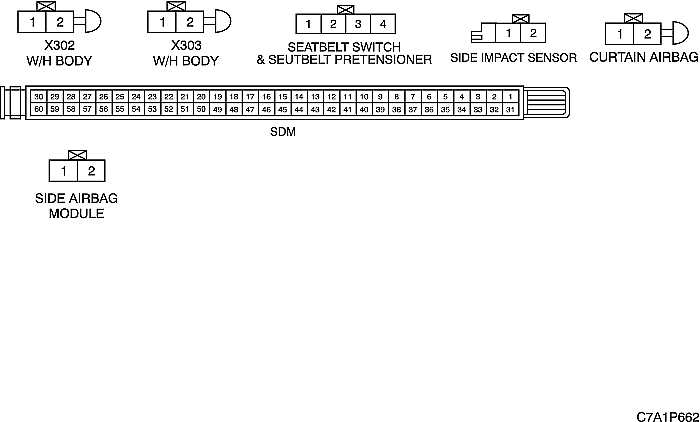 1 2
X302
W/H BODY
1 2
X303
W/H BODY
1 2 3 4
SEATBELT SWITCH
& SEUTBELT PRETENSIONER
1 2
SIDE IMPACT SENSOR
1 2
CURTAIN AIRBAG
30 29 28 27 26 25 24 23 22 21 20 19 18 17 16 15 14 13 12 11 10 9 8 7 6 5 4 3 2 1
60 59 58 57 56 55 54 53 52 51 50 49 48 47 46 45 44 43 42 41 40 39 38 37 36 35 34 33 32 31
SDM
1 2
SIDE AIRBAG
MODULE
C7A1P662